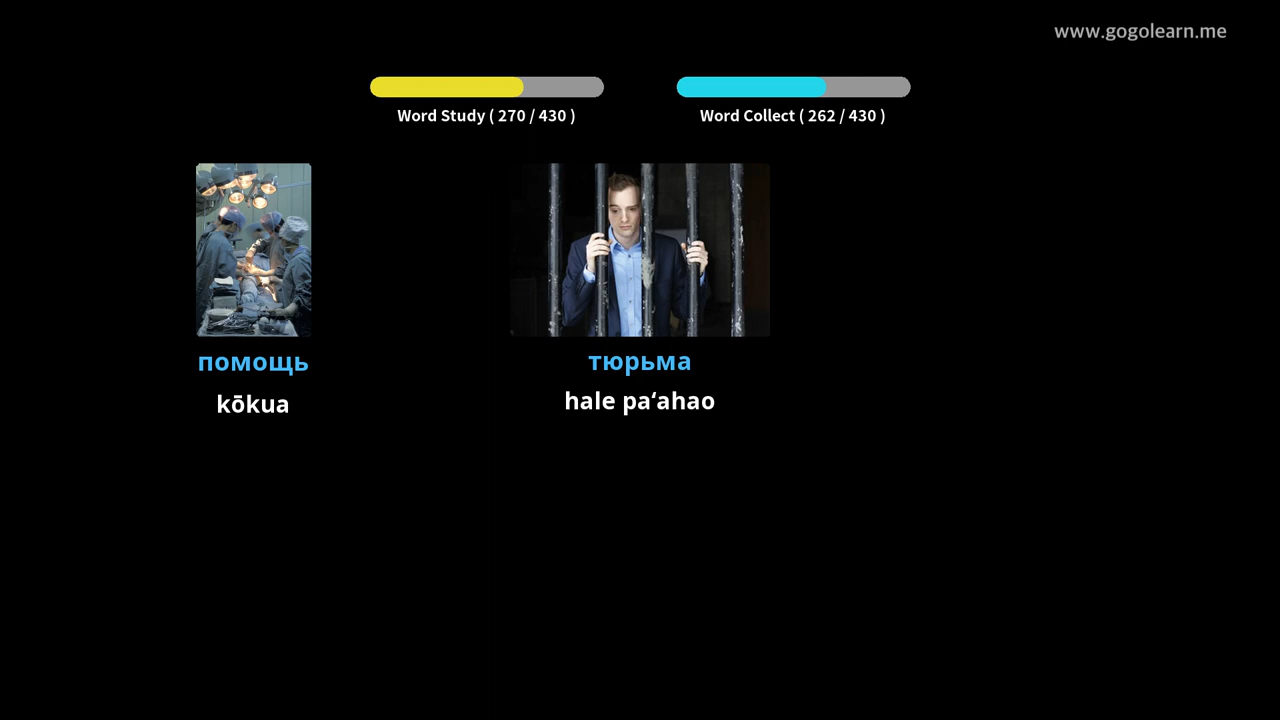 www.gogolearn.me
Word Study ( 270 / 430 )
Word Collect ( 262 / 430 )
помощь
kōkua
тюрьма
hale paʻahao